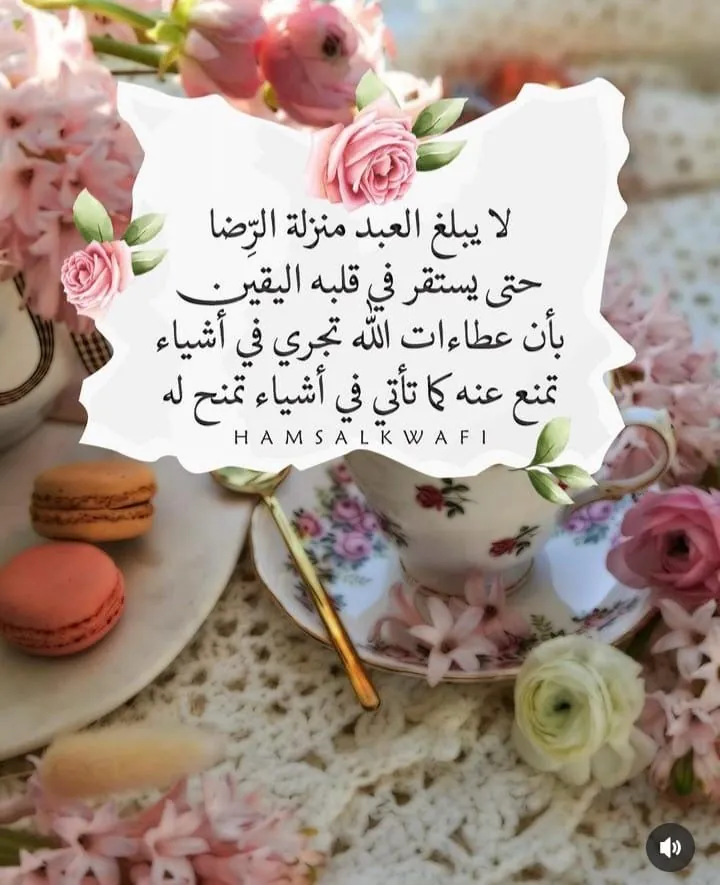 لا يبلغ العبد منزلة الرِّضا
حتى يستقر في قلبه اليقين
بأن عطاءات الله تجري في أشياء
تمنع عنه كما تأتي في أشياء تمنح له
HAMSALKWAFI